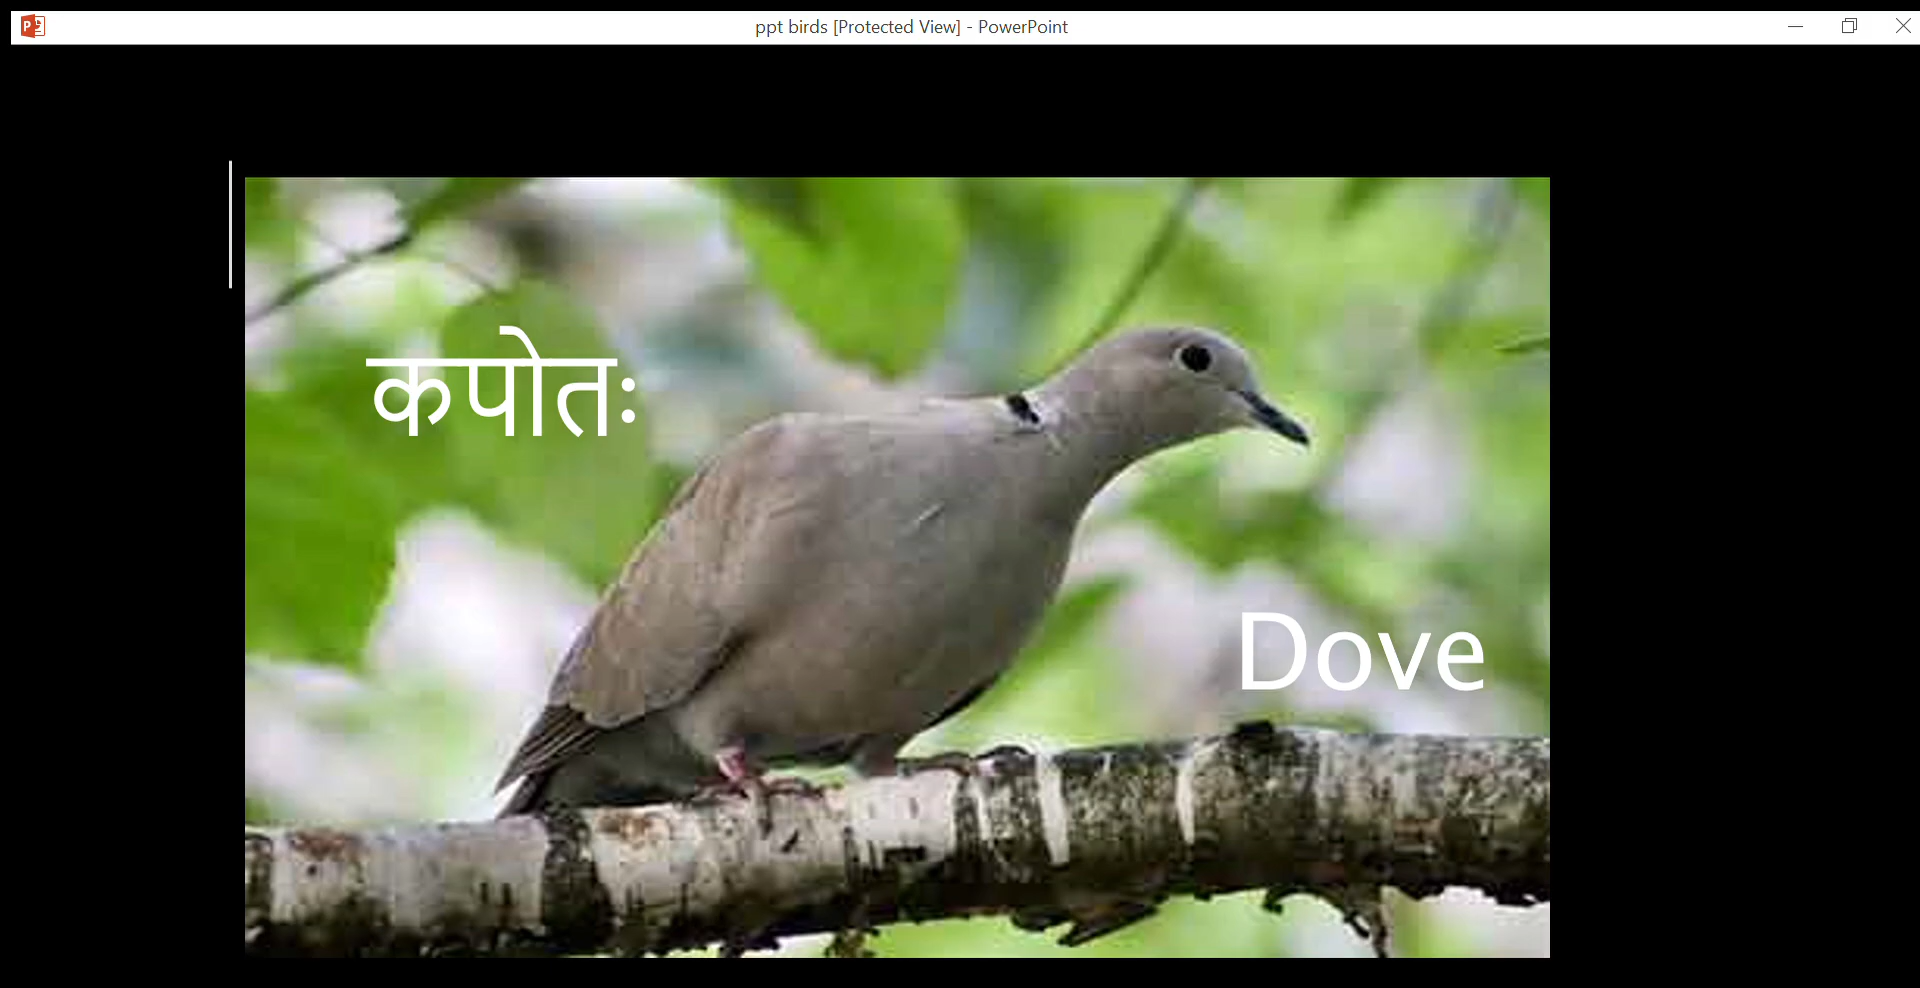 ppt birds [Protected View] - PowerPoint
कपोतः
Dove